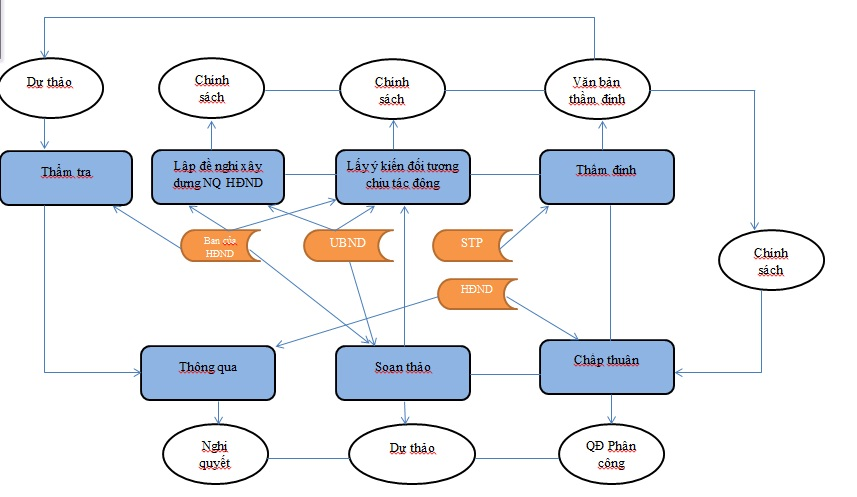 Dự thảo
Chính
sách
Chính
sách
Văn bản
thẩm định
Thẩm tra
Lập đề nghị xây
dựng NQ HĐND
Lấy ý kiến đối tượng
chịu tác động
Thẩm định
Ban của
HĐND
UBND
STP
Chính
sách
HĐND
Thông qua
Soạn thảo
Chấp thuận
Nghị
quyết
Dự thảo
QĐ Phân
công